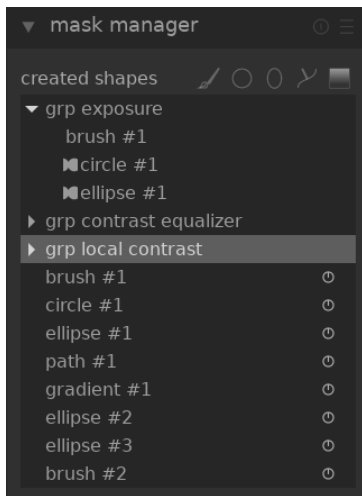 mask manager
created shapes
grp exposure
brush #1
circle #1
ellipse #1
grp contrast equalizer
grp local contrast
brush #1
circle #1
ellipse #1
path #1
gradient #1
ellipse #2
ellipse #3
brush #2